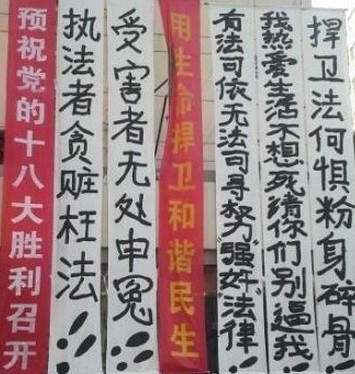 预祝党的十八大胜利召开
执法者贪赃枉法!!
受害者无处申冤!!
用生命捍卫和谐民生
有法可依无法可寻努“强奸”法律!!
我热爱生活不想死请你们别逼我!!
捍卫法何惧粉身碎骨!!